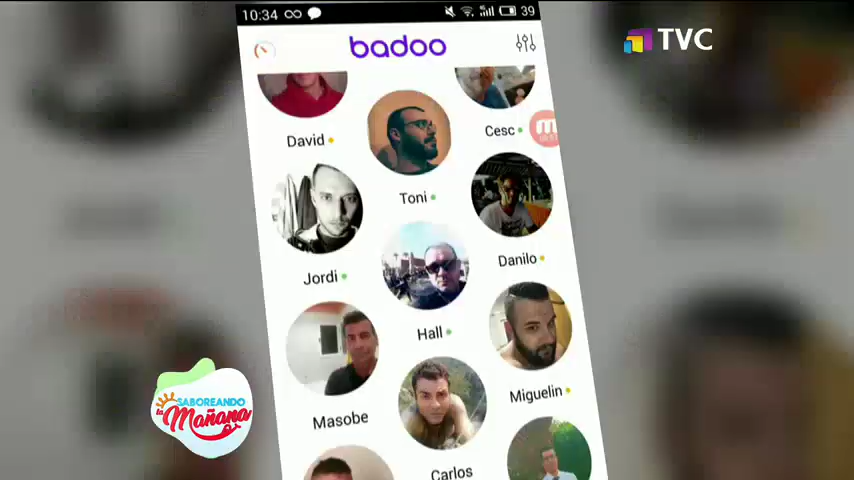 10:34
39
badoo
TVC
David
Cesc
Toni
Jordi
Danilo
Hall
Miguelin
Masobe
Carlos
SABOREANDO
la
Mañana